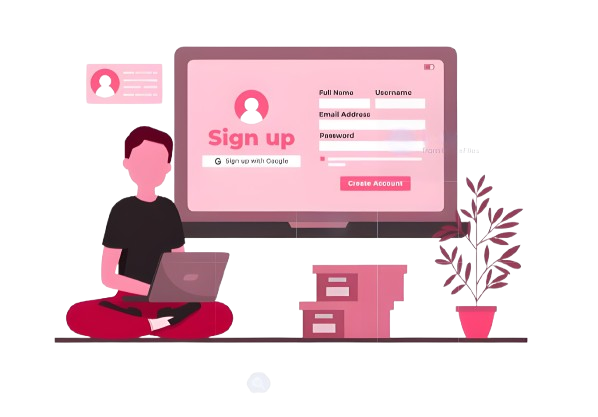 Full Name Username
Email Address
Sign up
Password
G Sign up with Google
Create Account